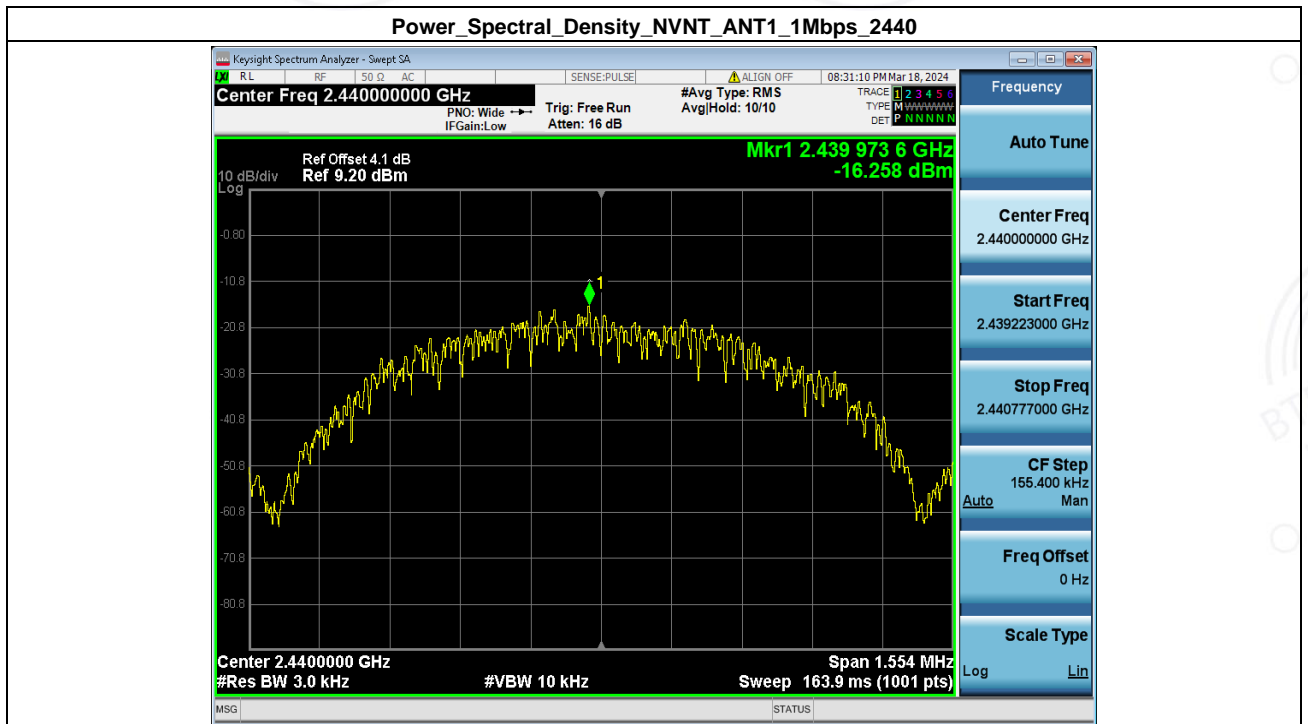 Power_Spectral_Density_NVNT_ANT1_1Mbps_2440
Keysight Spectrum Analyzer - Swept SA
LXI RL RF 50 Ω AC SENSE:PULSE ALIGN OFF 08:31:10 PM Mar 18, 2024
Center Freq 2.440000000 GHz
PNO: Wide
IFGain:Low
Trig: Free Run
Atten: 16 dB
#Avg Type: RMS
Avg|Hold: 10/10
TRACE 1 2 3 4 5 6
TYPE M WWWWW
DET P N N N N N
Mkr1 2.439 973 6 GHz
-16.258 dBm
Ref Offset 4.1 dB
10 dB/div Ref 9.20 dBm
Log
-0.80
-10.8
-20.8
-30.8
-40.8
-50.8
-60.8
-70.8
-80.8
1
Center 2.4400000 GHz Span 1.554 MHz
#Res BW 3.0 kHz #VBW 10 kHz Sweep 163.9 ms (1001 pts)
MSG STATUS
Frequency
Auto Tune
Center Freq
2.440000000 GHz
Start Freq
2.439223000 GHz
Stop Freq
2.440777000 GHz
CF Step
155.400 kHz
Auto Man
Freq Offset
0 Hz
Scale Type
Log Lin